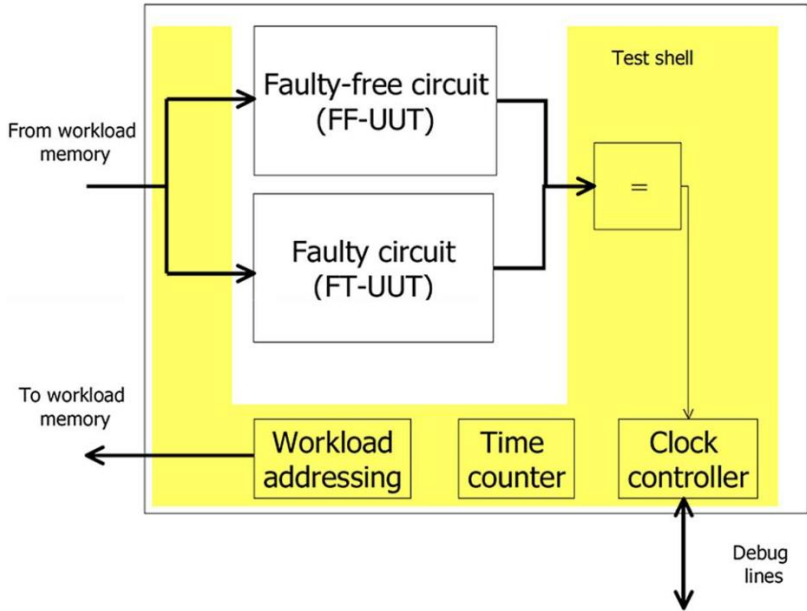 Test shell
Faulty-free circuit
(FF-UUT)
From workload
memory
=
Faulty circuit
(FT-UUT)
To workload
memory
Workload
addressing
Time
counter
Clock
controller
Debug
lines